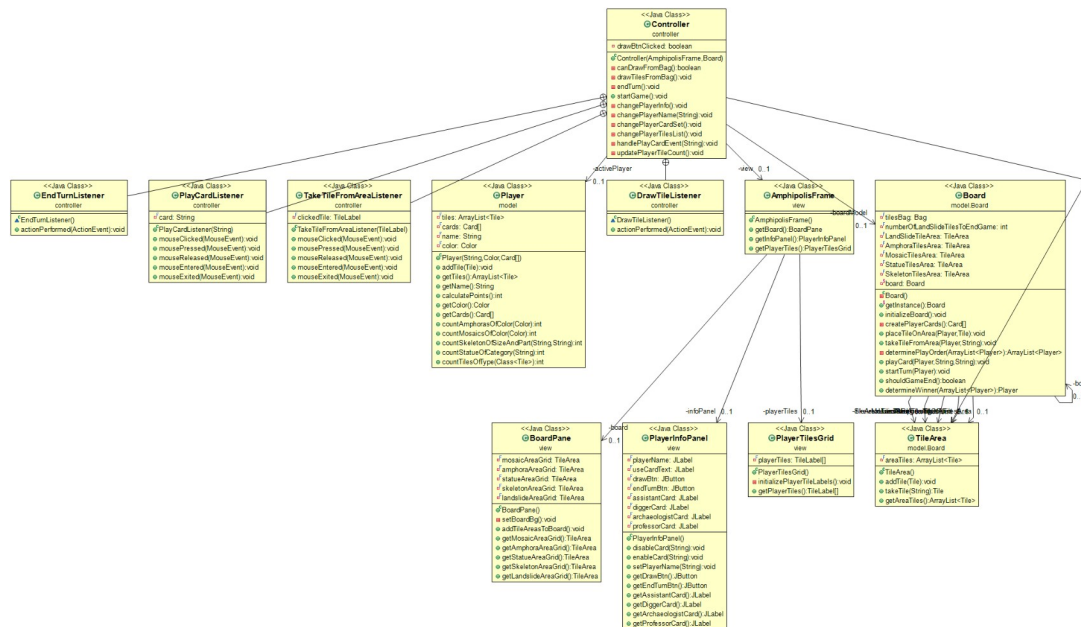 <<Java Class>>
Controller
controller
drawBtnClicked: boolean
Controller(AmphipolisFrame,Board)
canDrawFromBag():boolean
drawTilesFromBag():void
endTurn():void
startGame():void
changePlayerInfo():void
changePlayerName(String):void
changePlayerCardSet():void
changePlayerTilesList():void
handlePlayCardEvent(String):void
updatePlayerTileCount():void
-activePlayer
0..1
-view
0..1
-boardModel
0..1
<<Java Class>>
EndTurnListener
controller
EndTurnListener()
actionPerformed(ActionEvent):void
<<Java Class>>
PlayCardListener
controller
card: String
PlayCardListener(String)
mouseClicked(MouseEvent):void
mousePressed(MouseEvent):void
mouseReleased(MouseEvent):void
mouseEntered(MouseEvent):void
mouseExited(MouseEvent):void
<<Java Class>>
TakeTileFromAreaListener
controller
clickedTile: TileLabel
TakeTileFromAreaListener(TileLabel)
mouseClicked(MouseEvent):void
mousePressed(MouseEvent):void
mouseReleased(MouseEvent):void
mouseEntered(MouseEvent):void
mouseExited(MouseEvent):void
<<Java Class>>
Player
model
tiles: ArrayList<Tile>
cards: Card[]
name: String
color: Color
Player(String,Color,Card[])
addTile(Tile):void
getTiles():ArrayList<Tile>
getName():String
calculatePoints():int
getColor():Color
getCards():Card[]
countAmphorasOfColor(Color):int
countMosaicsOfColor(Color):int
countSkeletonOfSizeAndPart(String,String):int
countStatueOfCategory(String):int
countTilesOfType(Class<Tile>):int
<<Java Class>>
DrawTileListener
controller
DrawTileListener()
actionPerformed(ActionEvent):void
<<Java Class>>
AmphipolisFrame
view
AmphipolisFrame()
getBoard():BoardPane
getInfoPanel():PlayerInfoPanel
getPlayerTiles():PlayerTilesGrid
<<Java Class>>
Board
model.Board
tilesBag: Bag
numberOfLandSlideTilesToEndGame: int
LandSlideTileArea: TileArea
AmphoraTilesArea: TileArea
MosaicTilesArea: TileArea
StatueTilesArea: TileArea
SkeletonTilesArea: TileArea
board: Board
Board()
getInstance():Board
initializeBoard():void
createPlayerCards():Card[]
placeTileOnArea(Player,Tile):void
takeTileFromArea(Player,String):void
determinePlayOrder(ArrayList<Player>):ArrayList<Player>
playCard(Player,String,String):void
startTurn(Player):void
shouldGameEnd():boolean
determineWinner(ArrayList<Player>):Player
-board
0..1
-infoPanel
0..1
-playerTiles
0..1
<<Java Class>>
BoardPane
view
mosaicAreaGrid: TileArea
amphoraAreaGrid: TileArea
statueAreaGrid: TileArea
skeletonAreaGrid: TileArea
landslideAreaGrid: TileArea
BoardPane()
setBoardBg():void
addTileAreasToBoard():void
getMosaicAreaGrid():TileArea
getAmphoraAreaGrid():TileArea
getStatueAreaGrid():TileArea
getSkeletonAreaGrid():TileArea
getLandslideAreaGrid():TileArea
<<Java Class>>
PlayerInfoPanel
view
playerName: JLabel
useCardText: JLabel
drawBtn: JButton
endTurnBtn: JButton
assistantCard: JLabel
diggerCard: JLabel
archaeologistCard: JLabel
professorCard: JLabel
PlayerInfoPanel()
disableCard(String):void
enableCard(String):void
setPlayerName(String):void
getDrawBtn():JButton
getEndTurnBtn():JButton
getAssistantCard():JLabel
getDiggerCard():JLabel
getArchaeologistCard():JLabel
getProfessorCard():JLabel
<<Java Class>>
PlayerTilesGrid
view
playerTiles: TileLabel[]
PlayerTilesGrid()
initializePlayerTileLabels():void
getPlayerTiles():TileLabel[]
<<Java Class>>
TileArea
model.Board
areaTiles: ArrayList<Tile>
TileArea()
addTile(Tile):void
takeTile(String):Tile
getAreaTiles():ArrayList<Tile>